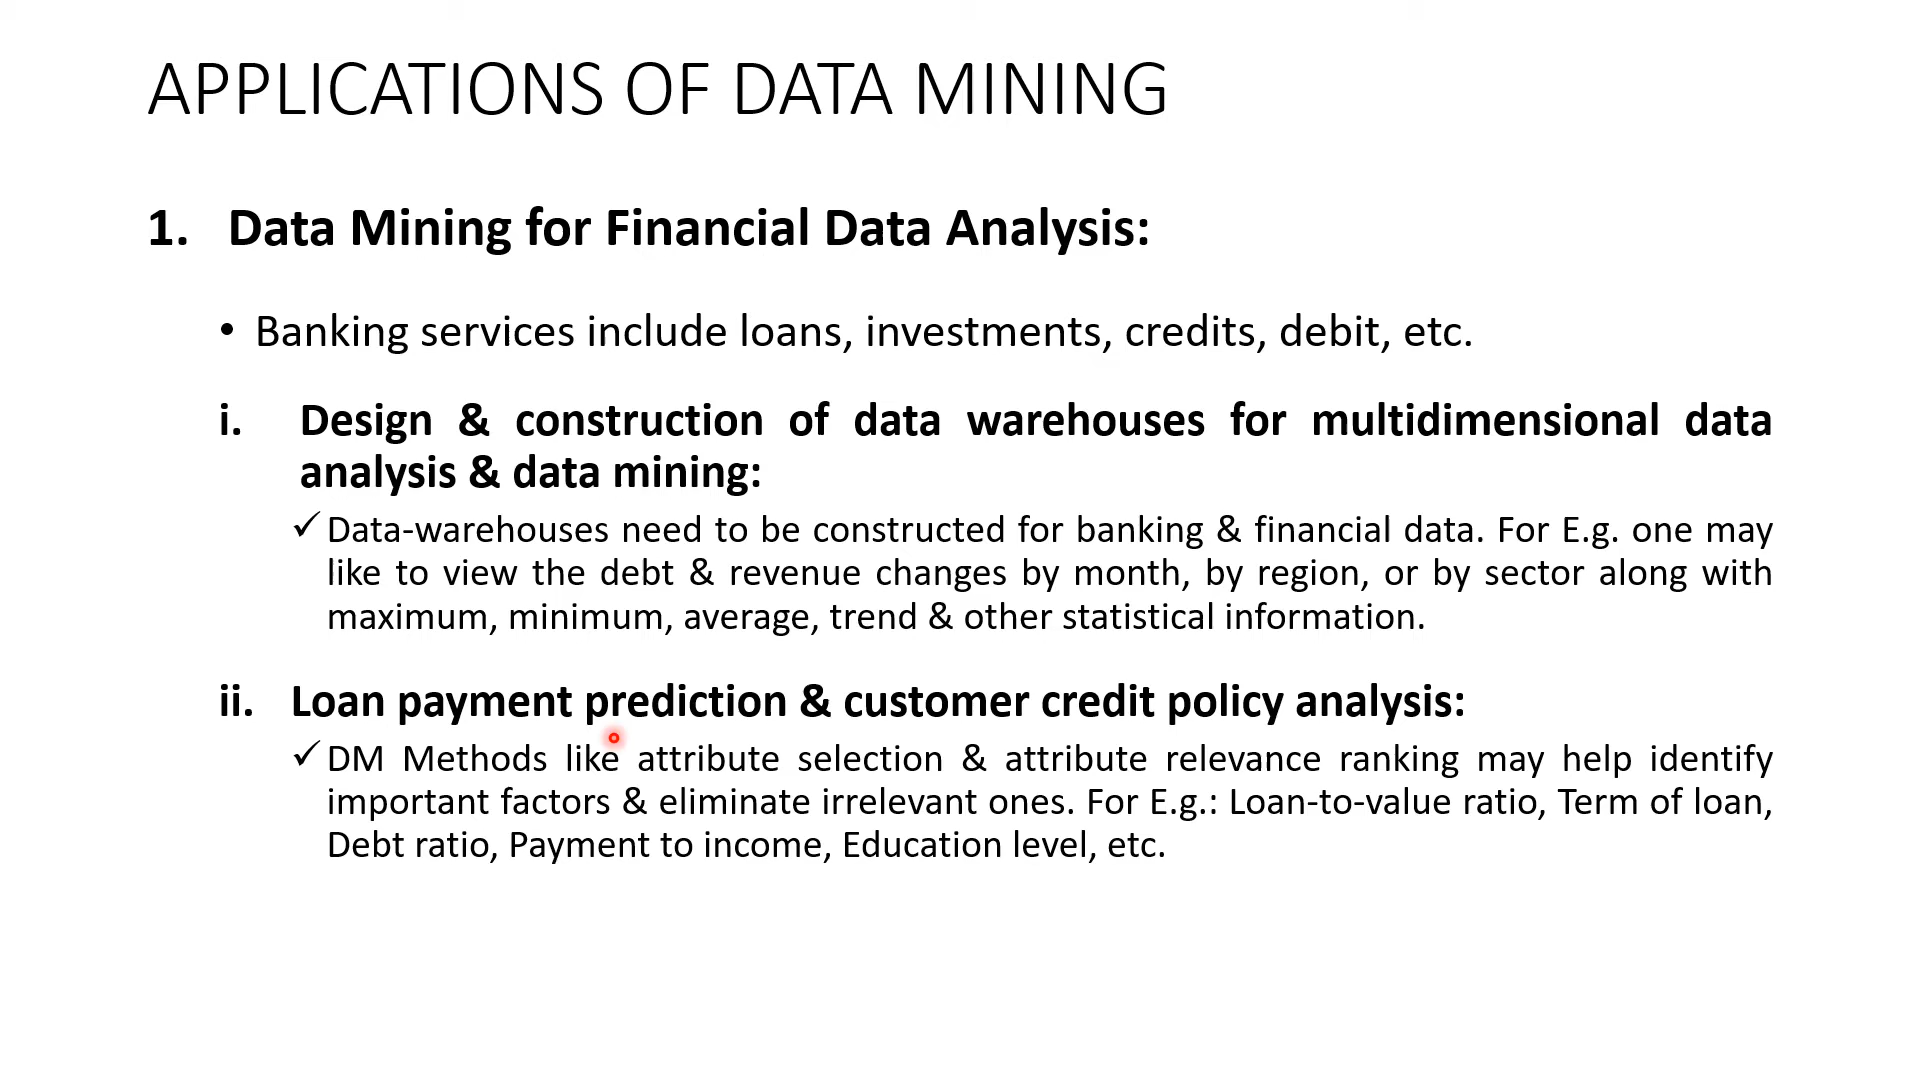 APPLICATIONS OF DATA MINING
1. Data Mining for Financial Data Analysis:
• Banking services include loans, investments, credits, debit, etc.
i. Design & construction of data warehouses for multidimensional data
analysis & data mining:
✓ Data-warehouses need to be constructed for banking & financial data. For E.g. one may
like to view the debt & revenue changes by month, by region, or by sector along with
maximum, minimum, average, trend & other statistical information.
ii. Loan payment prediction & customer credit policy analysis:
✓ DM Methods like attribute selection & attribute relevance ranking may help identify
important factors & eliminate irrelevant ones. For E.g.: Loan-to-value ratio, Term of loan,
Debt ratio, Payment to income, Education level, etc.